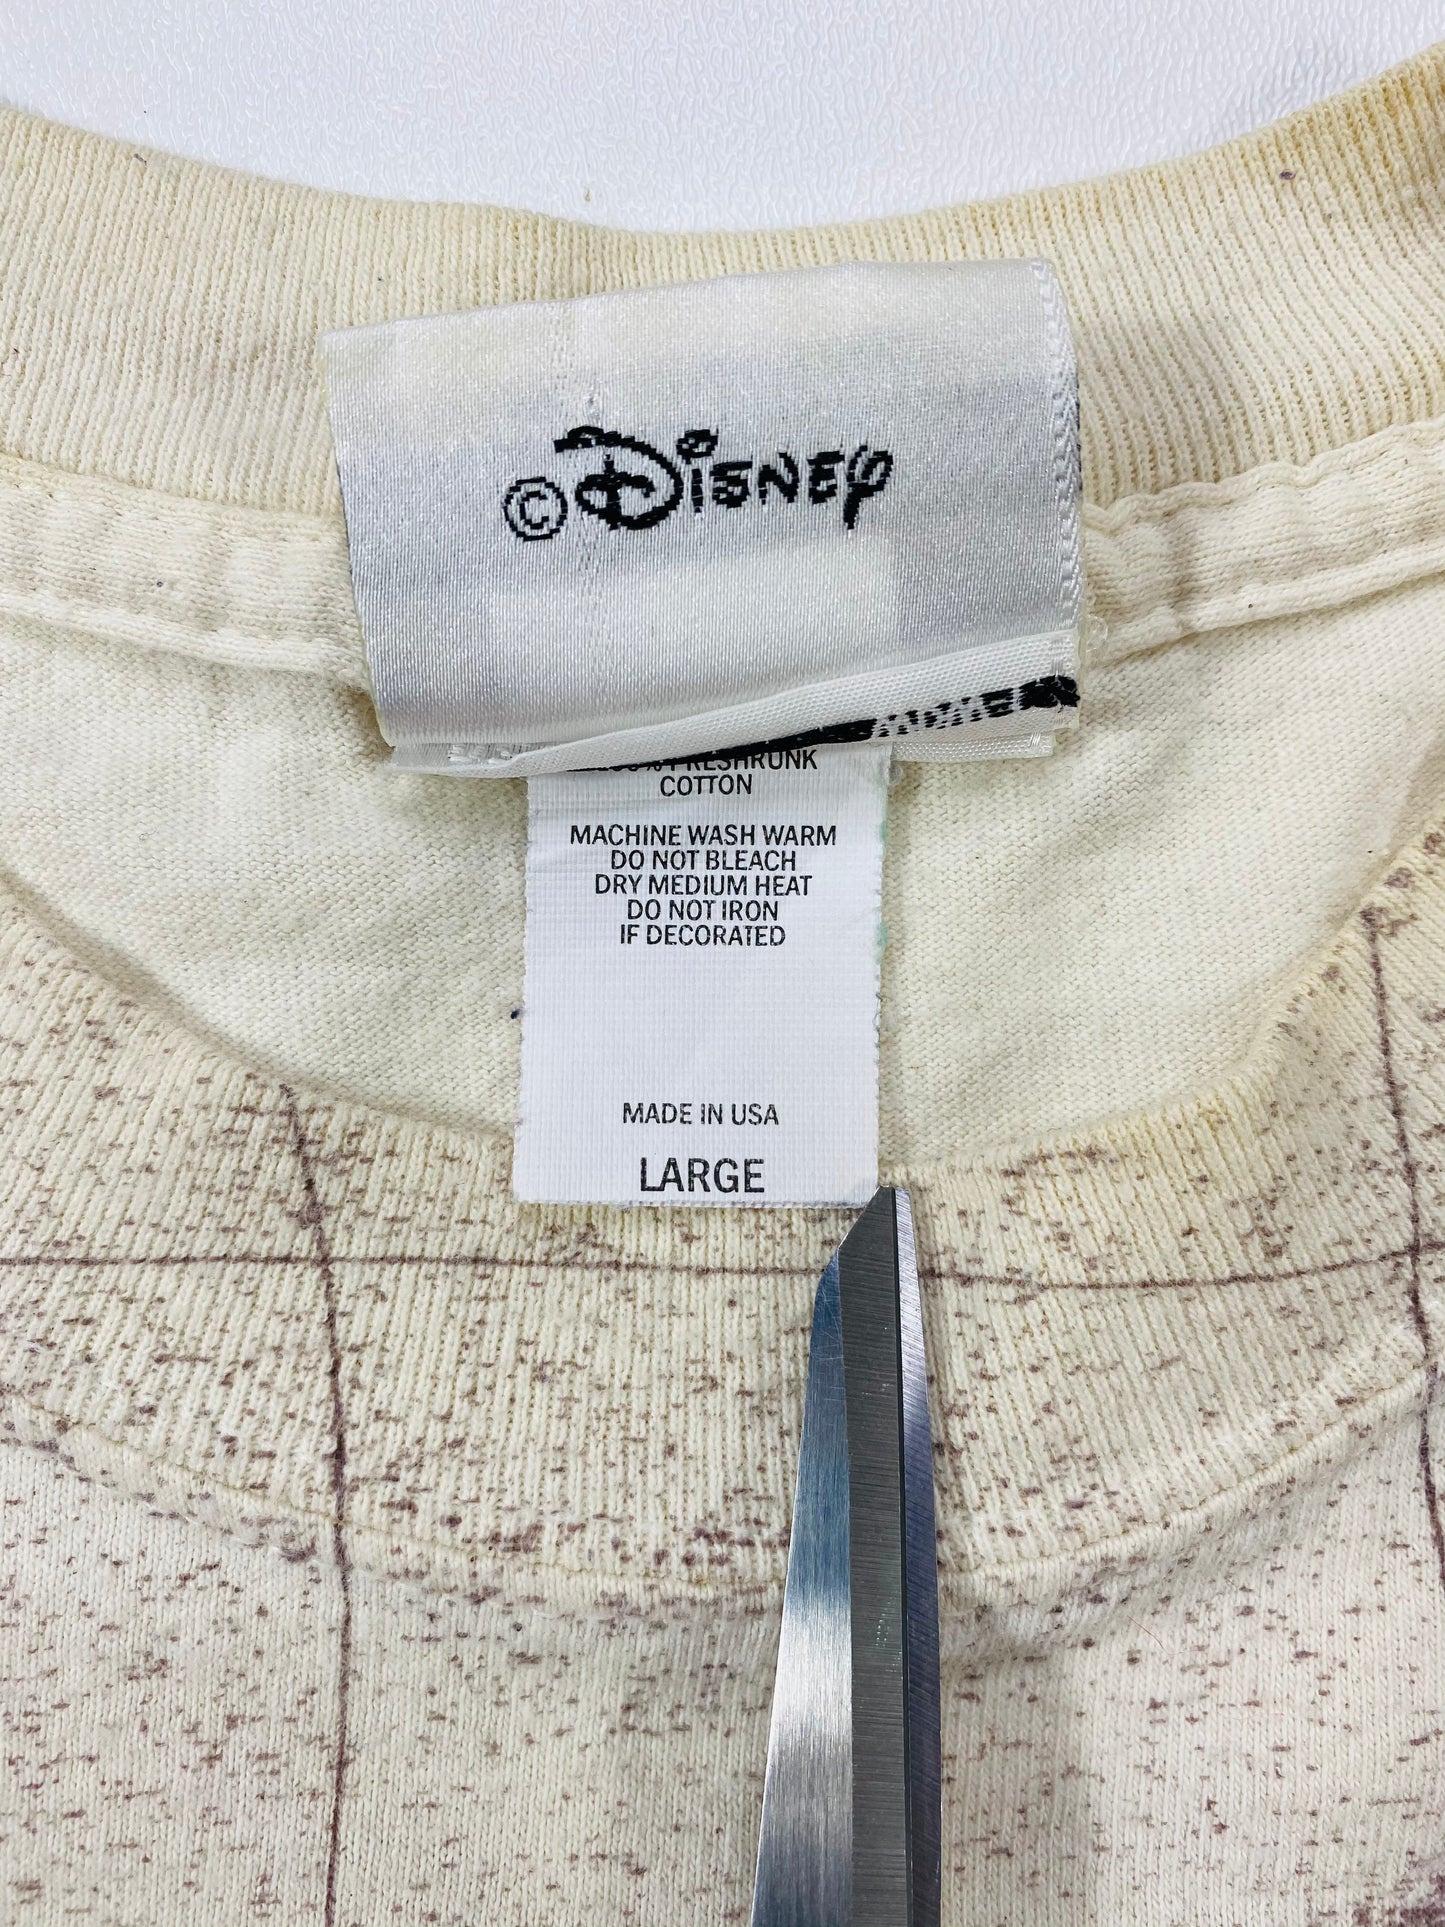 © Disney
PRESHRUNK
COTTON
MACHINE WASH WARM
DO NOT BLEACH
DRY MEDIUM HEAT
DO NOT IRON
IF DECORATED
MADE IN USA
LARGE